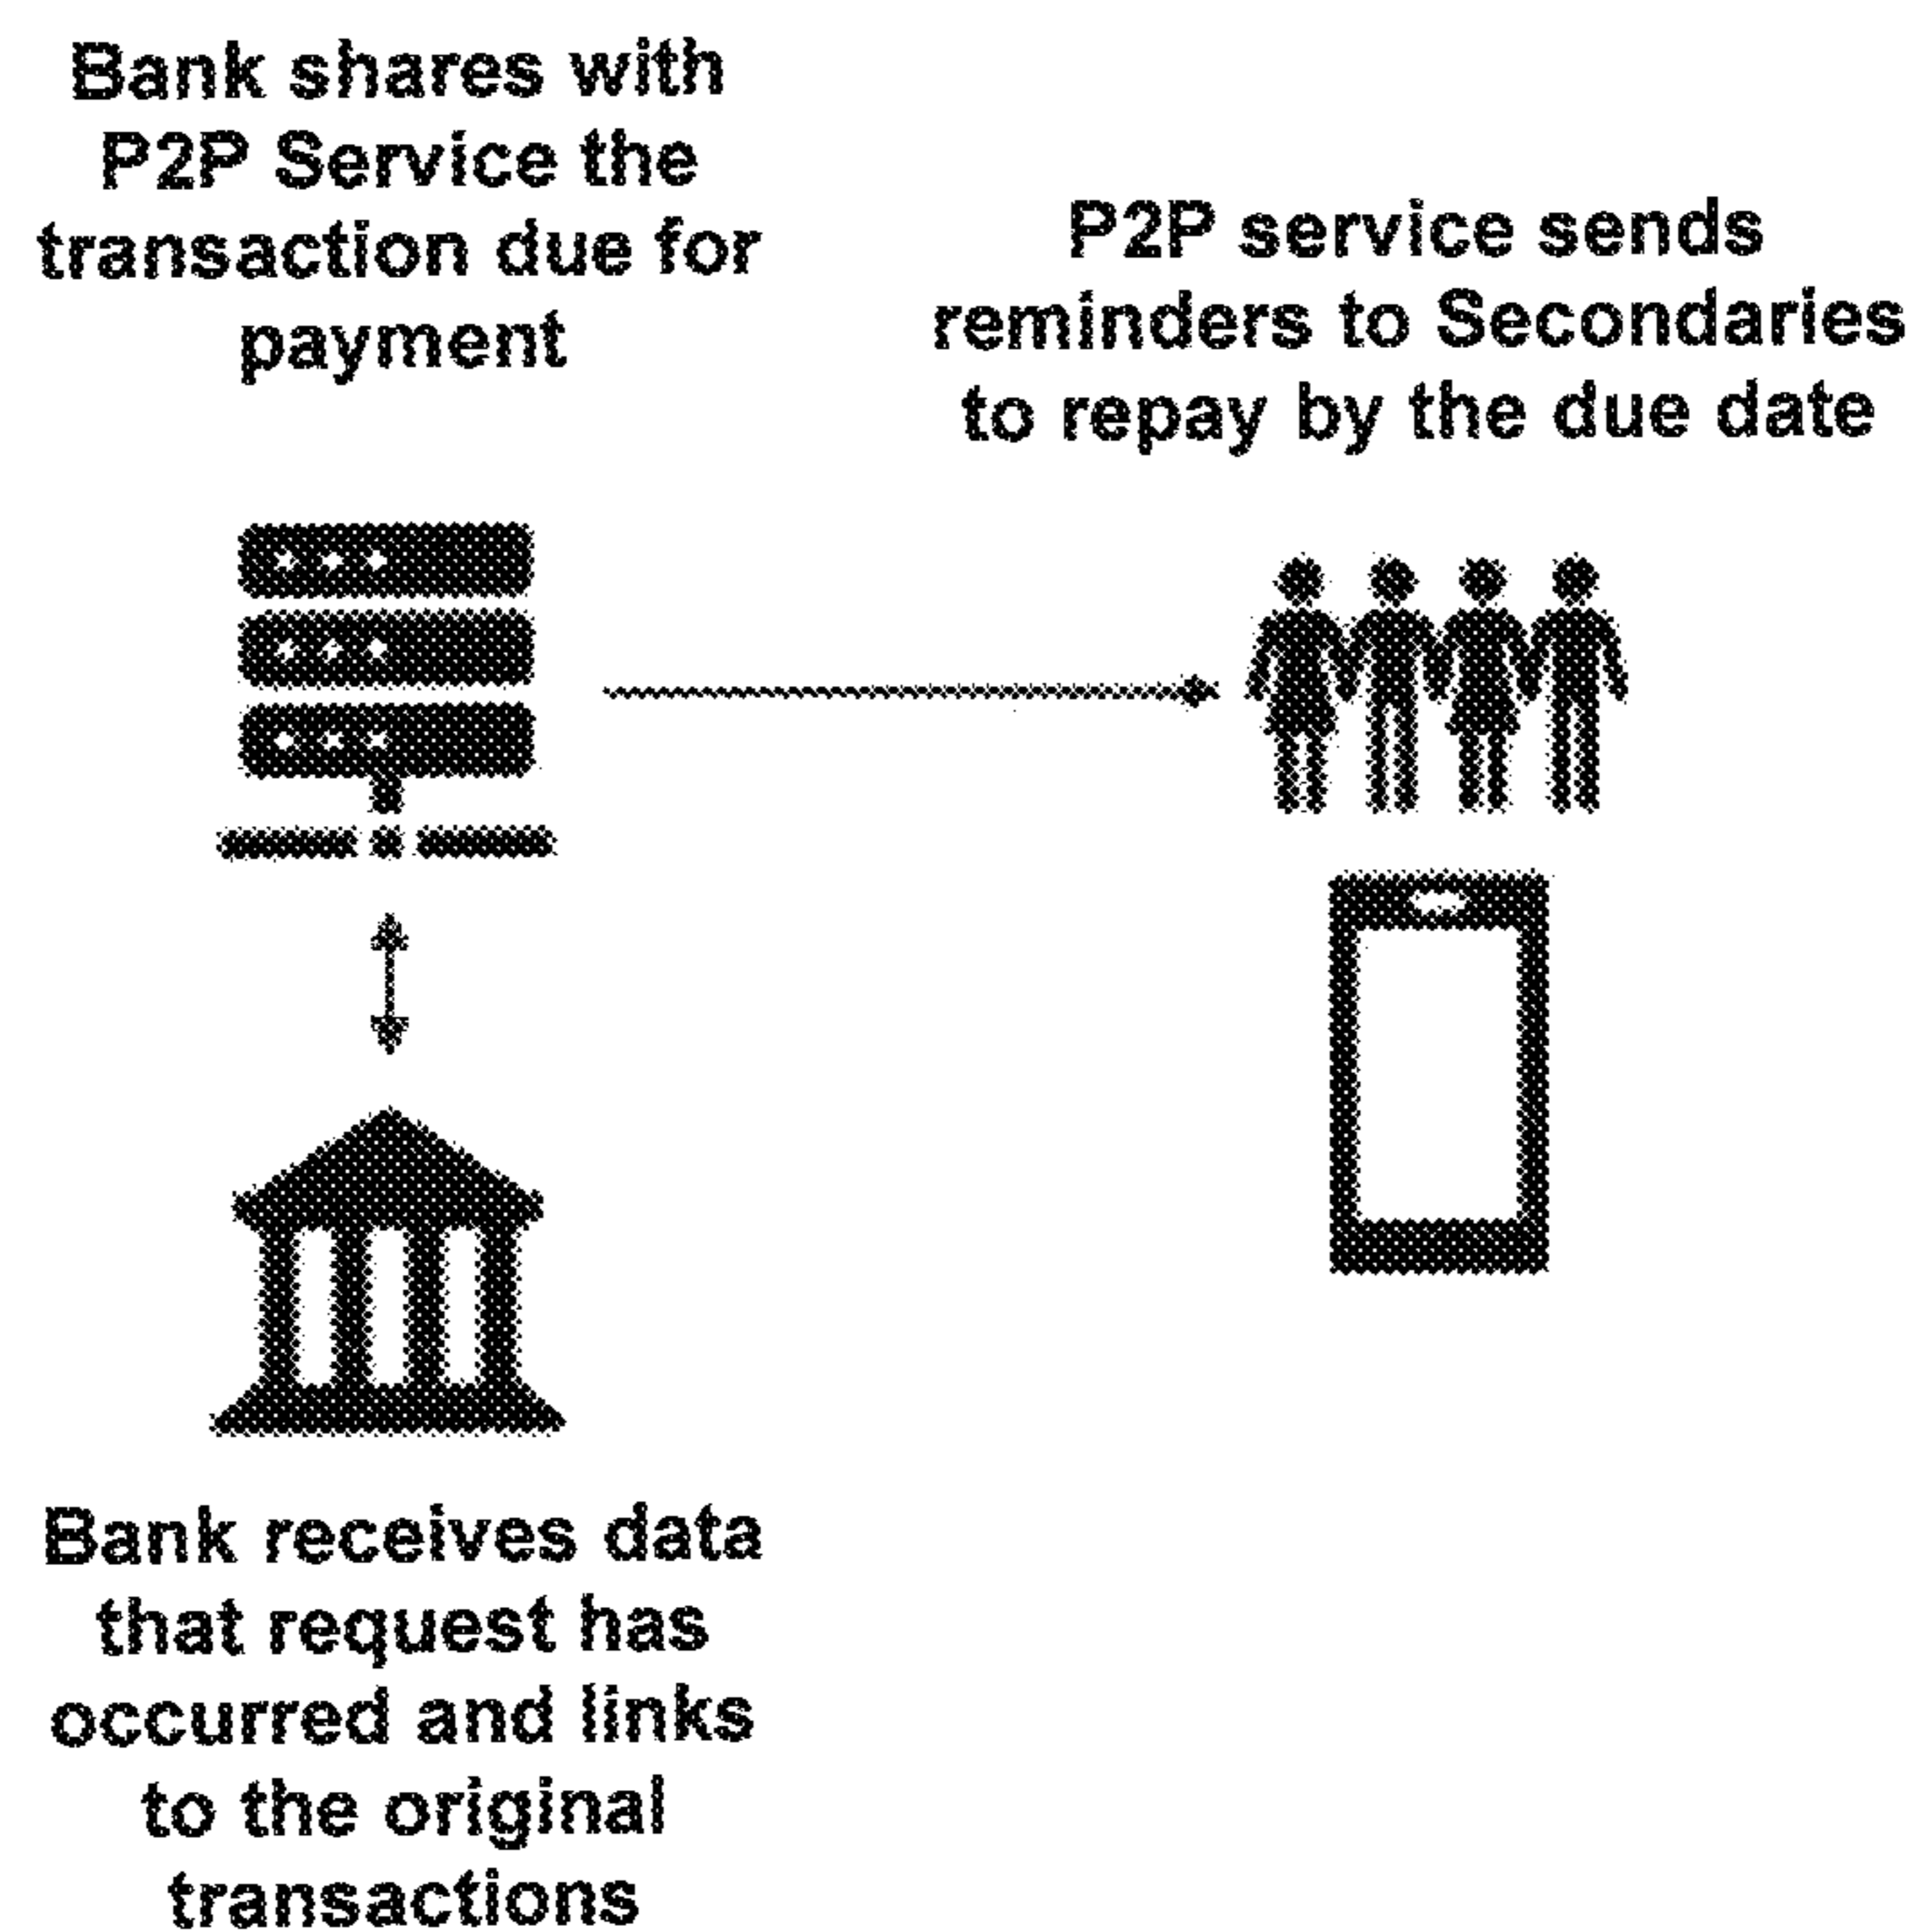 Bank shares with
P2P Service the
transaction due for
payment
P2P service sends
reminders to Secondaries
to repay by the due date
Bank receives data
that request has
occurred and links
to the original
transactions